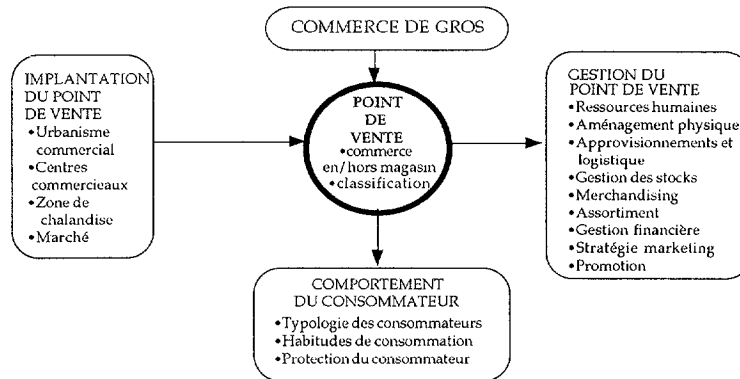 COMMERCE DE GROS
IMPLANTATION
DU POINT
DE VENTE
•Urbanisme
commercial
•Centres
commercieaux
•Zone de
chalandise
•Marché
POINT
DE
VENTE
•commerce
en/hors magasin
•classification
GESTION DU
POINT DE VENTE
•Ressources humaines
•Aménagement physique
•Approvisionnements et
logistique
•Gestion des stocks
•Merchandising
•Assortiment
•Gestion financière
•Stratégie marketing
•Promotion
COMPORTEMENT
DU CONSOMMATEUR
•Typologie des consommateurs
•Habitudes de consommation
•Protection du consommateur